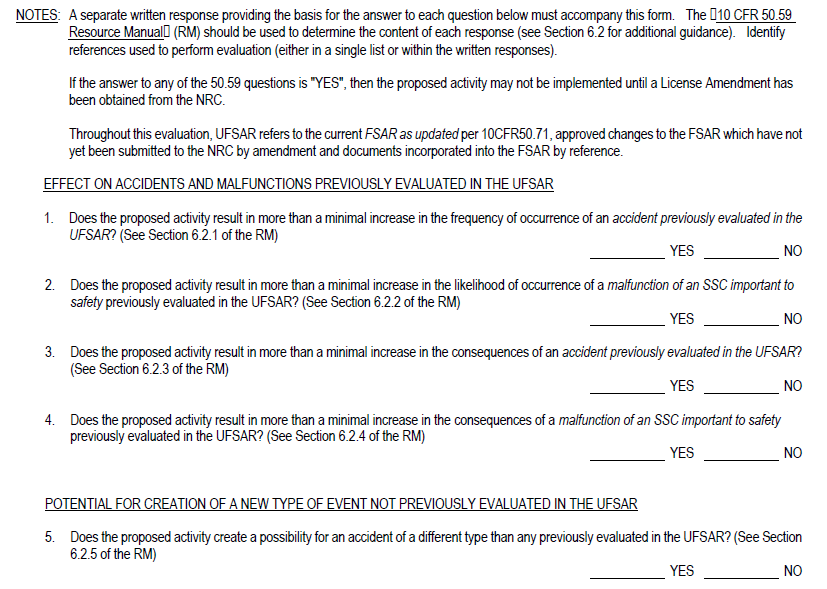 NOTES: A separate written response providing the basis for the answer to each question below must accompany this form. The 10 CFR 50.59
Resource Manual (RM) should be used to determine the content of each response (see Section 6.2 for additional guidance). Identify
references used to perform evaluation (either in a single list or within the written responses).
If the answer to any of the 50.59 questions is "YES", then the proposed activity may not be implemented until a License Amendment has
been obtained from the NRC.
Throughout this evaluation, UFSAR refers to the current FSAR as updated per 10CFR50.71, approved changes to the FSAR which have not
yet been submitted to the NRC by amendment and documents incorporated into the FSAR by reference.
EFFECT ON ACCIDENTS AND MALFUNCTIONS PREVIOUSLY EVALUATED IN THE UFSAR
1. Does the proposed activity result in more than a minimal increase in the frequency of occurrence of an accident previously evaluated in the
UFSAR? (See Section 6.2.1 of the RM)
________ YES ________ NO
2. Does the proposed activity result in more than a minimal increase in the likelihood of occurrence of a malfunction of an SSC important to
safety previously evaluated in the UFSAR? (See Section 6.2.2 of the RM)
________ YES ________ NO
3. Does the proposed activity result in more than a minimal increase in the consequences of an accident previously evaluated in the UFSAR?
(See Section 6.2.3 of the RM)
________ YES ________ NO
4. Does the proposed activity result in more than a minimal increase in the consequences of a malfunction of an SSC important to safety
previously evaluated in the UFSAR? (See Section 6.2.4 of the RM)
________ YES ________ NO
POTENTIAL FOR CREATION OF A NEW TYPE OF EVENT NOT PREVIOUSLY EVALUATED IN THE UFSAR
5. Does the proposed activity create a possibility for an accident of a different type than any previously evaluated in the UFSAR? (See Section
6.2.5 of the RM)
________ YES ________ NO